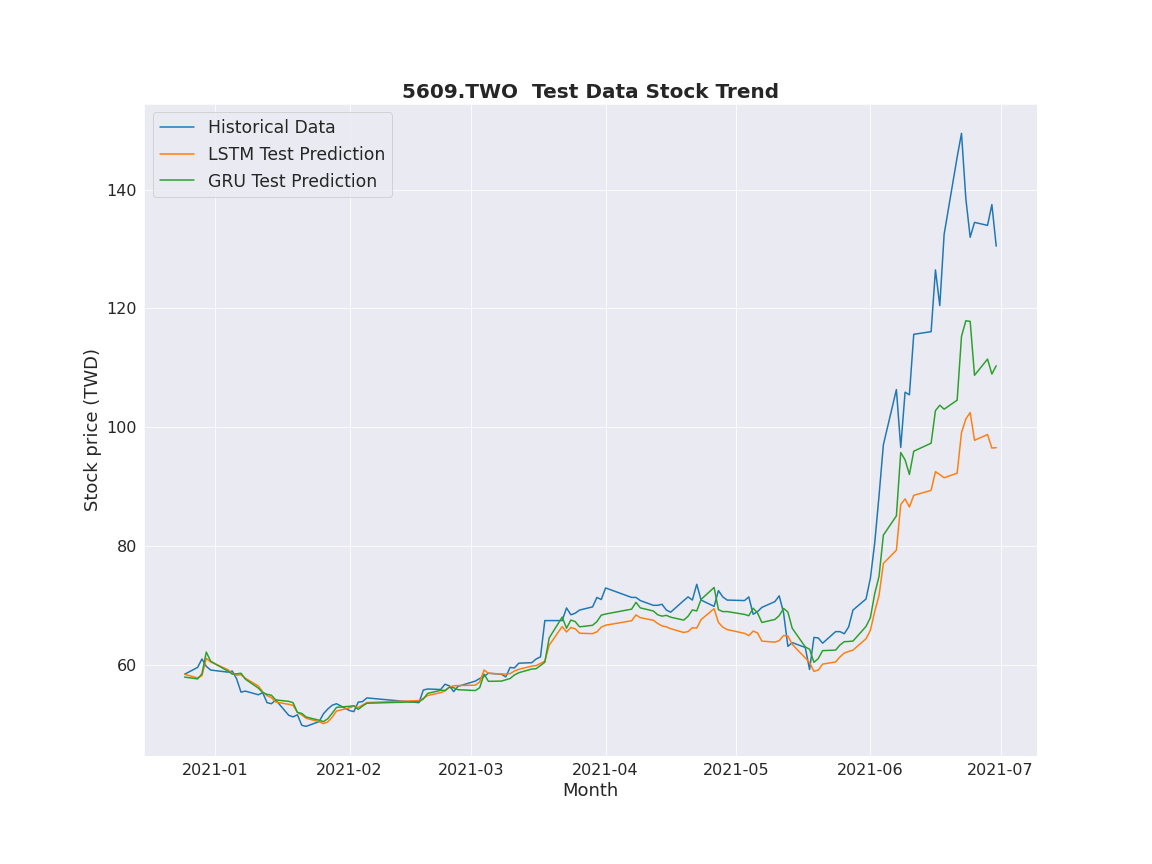 5609.TWO  Test Data Stock Trend
Historical Data
LSTM Test Prediction
GRU Test Prediction
Stock price (TWD)
140
120
100
80
60
2021-01 2021-02 2021-03 2021-04 2021-05 2021-06 2021-07
Month